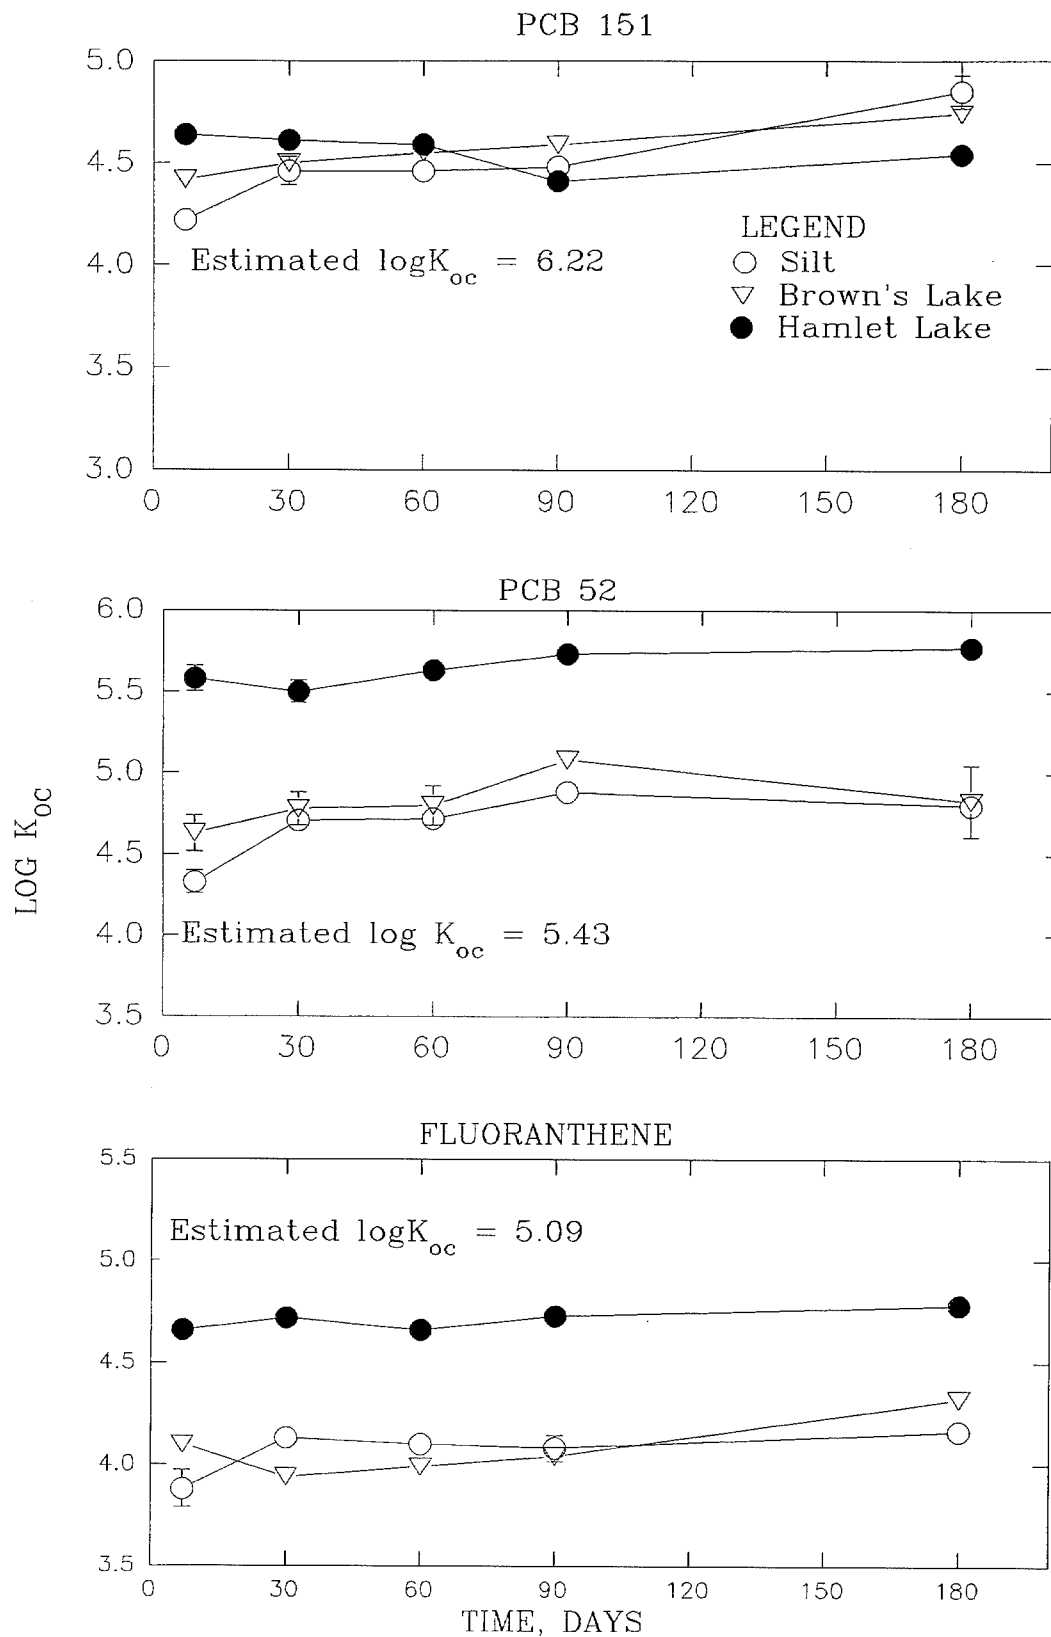 PCB 151
5.0
4.5
4.0
3.5
3.0
Estimated logKoc = 6.22
LEGEND
Silt
Brown's Lake
Hamlet Lake
0 30 60 90 120 150 180
PCB 52
6.0
5.5
5.0
4.5
4.0
3.5
LOG KOC
Estimated log Koc = 5.43
0 30 60 90 120 150 180
FLUORANTHENE
5.5
5.0
4.5
4.0
3.5
Estimated logKoc = 5.09
0 30 60 90 120 150 180
TIME, DAYS